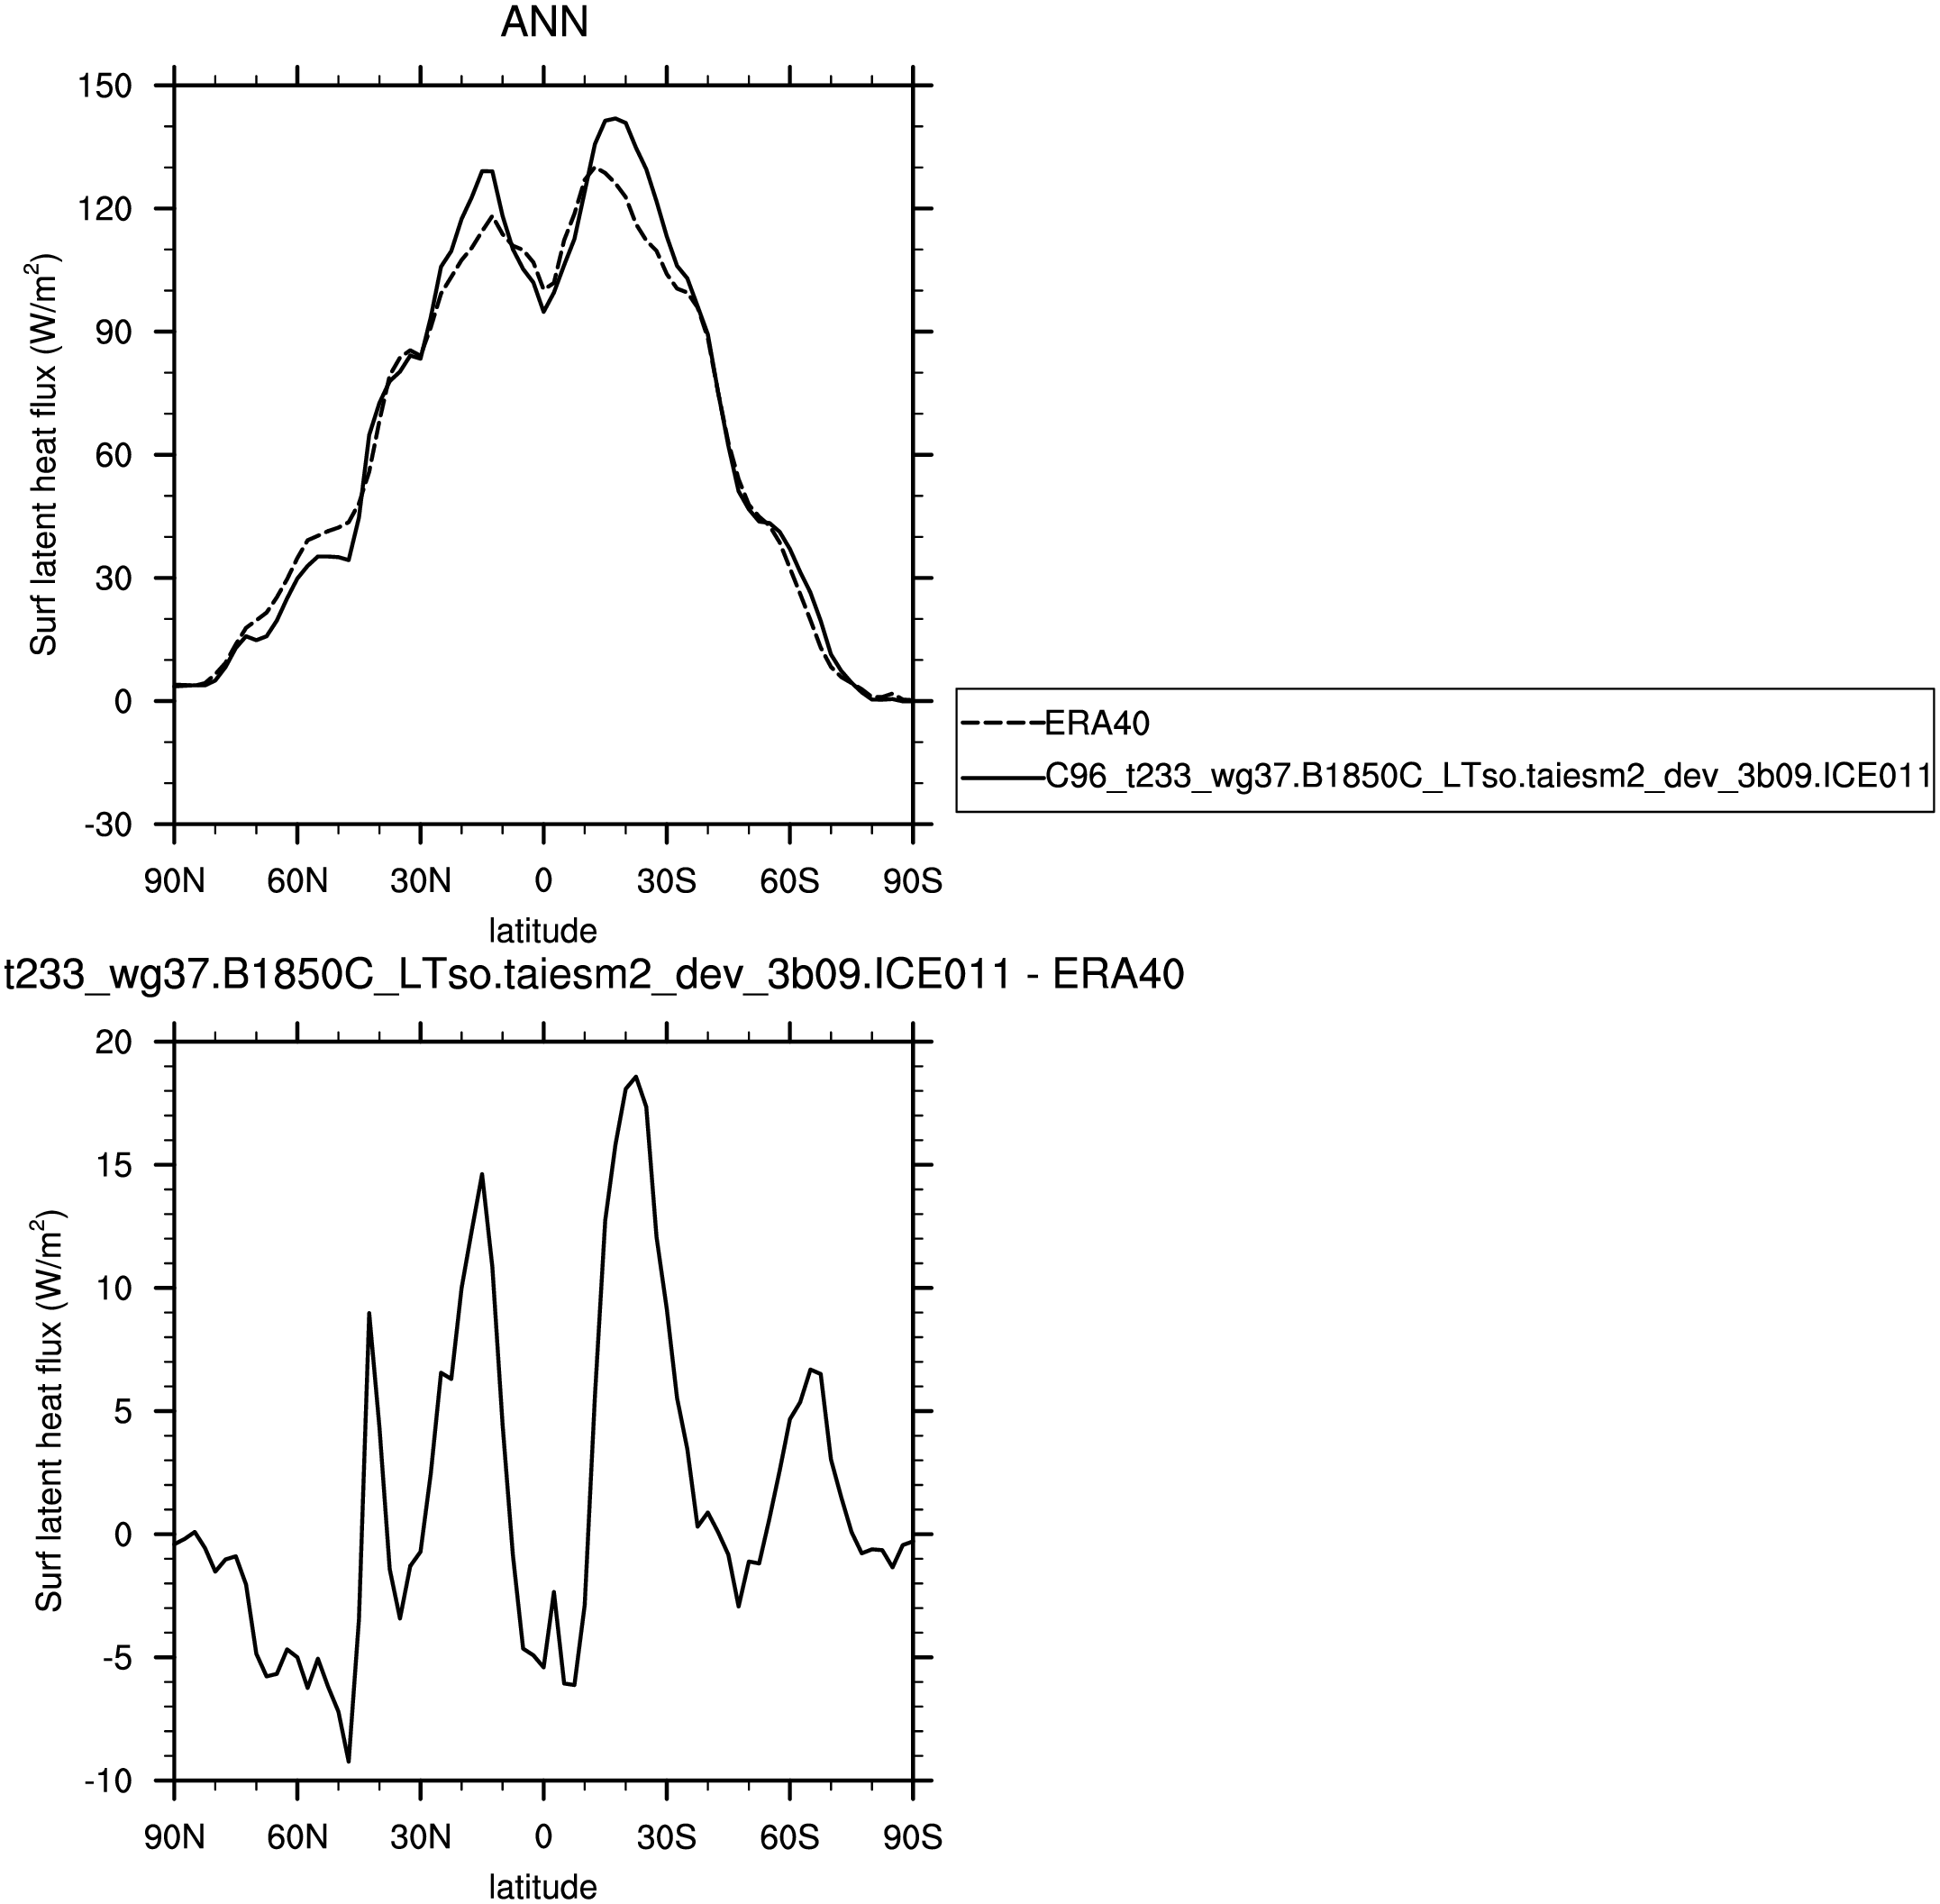 ANN
150
120
90
60
30
0
-30
Surf latent heat flux (W/m2)
90N 60N 30N 0 30S 60S 90S
latitude
ERA40
C96_t233_wg37.B1850C_LTso.taiesm2_dev_3b09.ICE011
t233_wg37.B1850C_LTso.taiesm2_dev_3b09.ICE011 - ERA40
20
15
10
5
0
-5
-10
Surf latent heat flux (W/m2)
90N 60N 30N 0 30S 60S 90S
latitude